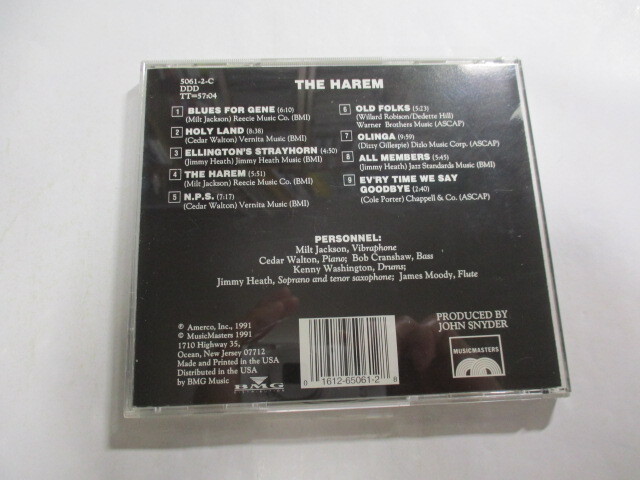 5061-2-C
DDD
TT=57:04
THE HAREM
1 BLUES FOR GENE (6:10)
(Milt Jackson) Reecie Music Co. (BMI)
2 HOLY LAND (8:38)
(Cedar Walton) Vernita Music (BMI)
3 ELLINGTON'S STRAYHORN (4:50)
(Jimmy Heath) Jimmy Heath Music (BMI)
4 THE HAREM (5:51)
(Milt Jackson) Reecie Music Co. (BMI)
5 N.P.S. (7:17)
(Cedar Walton) Vernita Music (BMI)
6 OLD FOLKS (5:23)
(Willard Robison/Dedette Hill)
Warner Brothers Music (ASCAP)
7 OLINGA (9:59)
(Dizzy Gillespie) Dizlo Music Corp. (ASCAP)
8 ALL MEMBERS (5:45)
(Jimmy Heath) Jazz Standards Music (BMI)
9 EV'RY TIME WE SAY
GOODBYE (2:40)
(Cole Porter) Chappell & Co. (ASCAP)
PERSONNEL:
Milt Jackson, Vibraphone
Cedar Walton, Piano; Bob Cranshaw, Bass
Kenny Washington, Drums;
Jimmy Heath, Soprano and tenor saxophone; James Moody, Flute
℗ Amerco, Inc., 1991
© MusicMasters 1991
1710 Highway 35,
Ocean, New Jersey 07712
Made and Printed in the USA
Distributed in the USA
by BMG Music
BMG
0 1612-65061-2 8
PRODUCED BY
JOHN SNYDER
MUSICMASTERS